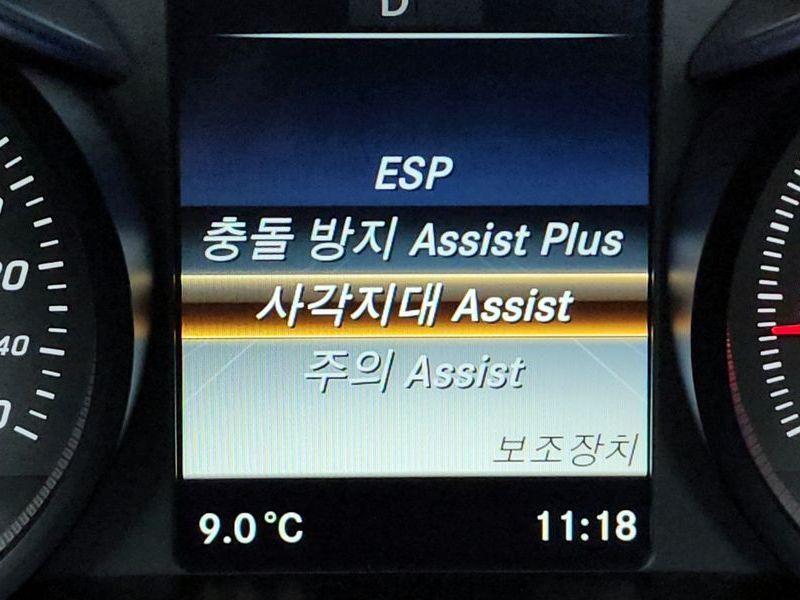 D
ESP
충돌 방지 Assist Plus
사각지대 Assist
주의 Assist
보조장치
9.0 °C
11:18